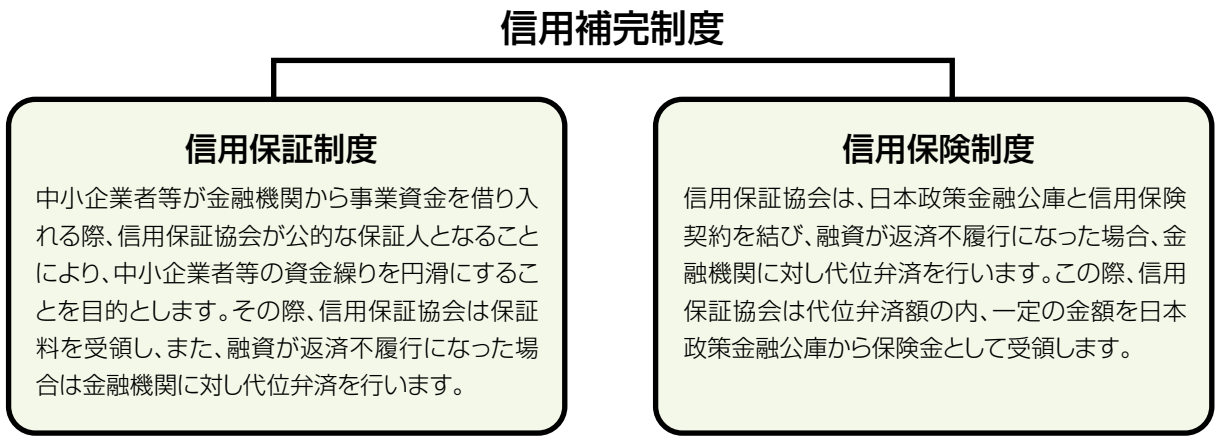 信用補完制度
信用保証制度
中小企業者等が金融機関から事業資金を借り入
れる際、信用保証協会が公的な保証人となること
により、中小企業者等の資金繰りを円滑にするこ
とを目的とします。その際、信用保証協会は保証
料を受領し、また、融資が返済不履行になった場
合は金融機関に対し代位弁済を行います。
信用保険制度
信用保証協会は、日本政策金融公庫と信用保険
契約を結び、融資が返済不履行になった場合、金
融機関に対し代位弁済を行います。この際、信用
保証協会は代位弁済額の内、一定の金額を日本
政策金融公庫から保険金として受領します。